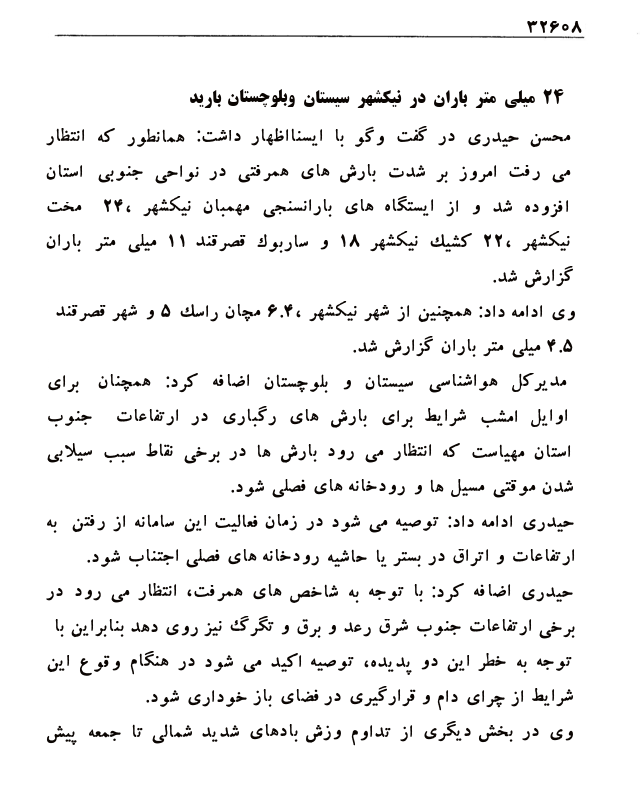 ۳۲۶۰۸
۲۴ میلی متر باران در نیکشهر سیستان وبلوچستان بارید
محسن حیدری در گفت وگو با ایسنااظهار داشت: همانطور که انتظار
می رفت امروز بر شدت بارش های همرفتی در نواحی جنوبی استان
افزوده شد و از ایستگاه های بارانسنجی مهمبان نیکشهر ،۲۴ مخت
نیکشهر ،۲۲ کشیک نیکشهر ۱۸ و ساربوک قصرقند ۱۱ میلی متر باران
گزارش شد.
وی ادامه داد: همچنین از شهر نیکشهر ،۶.۴ مچان راسک ۵ و شهر قصرقند
۴.۵ میلی متر باران گزارش شد.
مدیرکل هواشناسی سیستان و بلوچستان اضافه کرد: همچنان برای
اوایل امشب شرایط برای بارش های رگباری در ارتفاعات جنوب
استان مهیاست که انتظار می رود بارش ها در برخی نقاط سبب سیلابی
شدن موقتی مسیل ها و رودخانه های فصلی شود.
حیدری ادامه داد: توصیه می شود در زمان فعالیت این سامانه از رفتن به
ارتفاعات و اتراق در بستر یا حاشیه رودخانه های فصلی اجتناب شود.
حیدری اضافه کرد: با توجه به شاخص های همرفت، انتظار می رود در
برخی ارتفاعات جنوب شرق رعد و برق و تگرگ نیز روی دهد بنابراین با
توجه به خطر این دو پدیده، توصیه اکید می شود در هنگام وقوع این
شرایط از چرای دام و قرارگیری در فضای باز خوداری شود.
وی در بخش دیگری از تداوم وزش بادهای شدید شمالی تا جمعه پیش